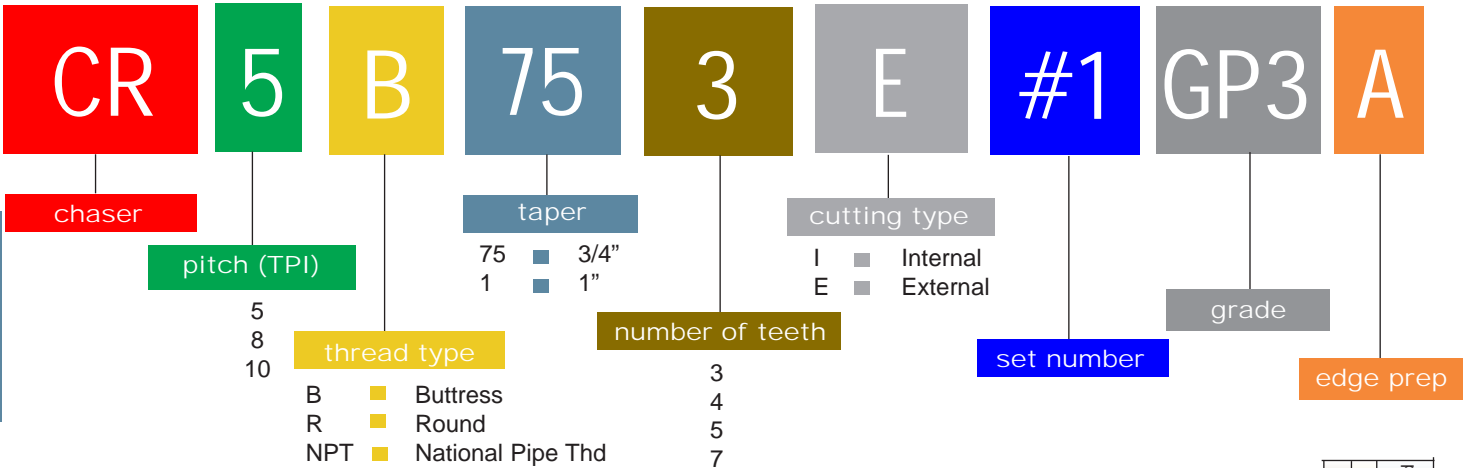 CR 5 B 75 3 E #1 GP3 A
chaser
pitch (TPI)
5
8
10
thread type
B Buttress
R Round
NPT National Pipe Thd
taper
75 3/4”
1 1”
number of teeth
3
4
5
7
cutting type
I Internal
E External
set number
grade
edge prep